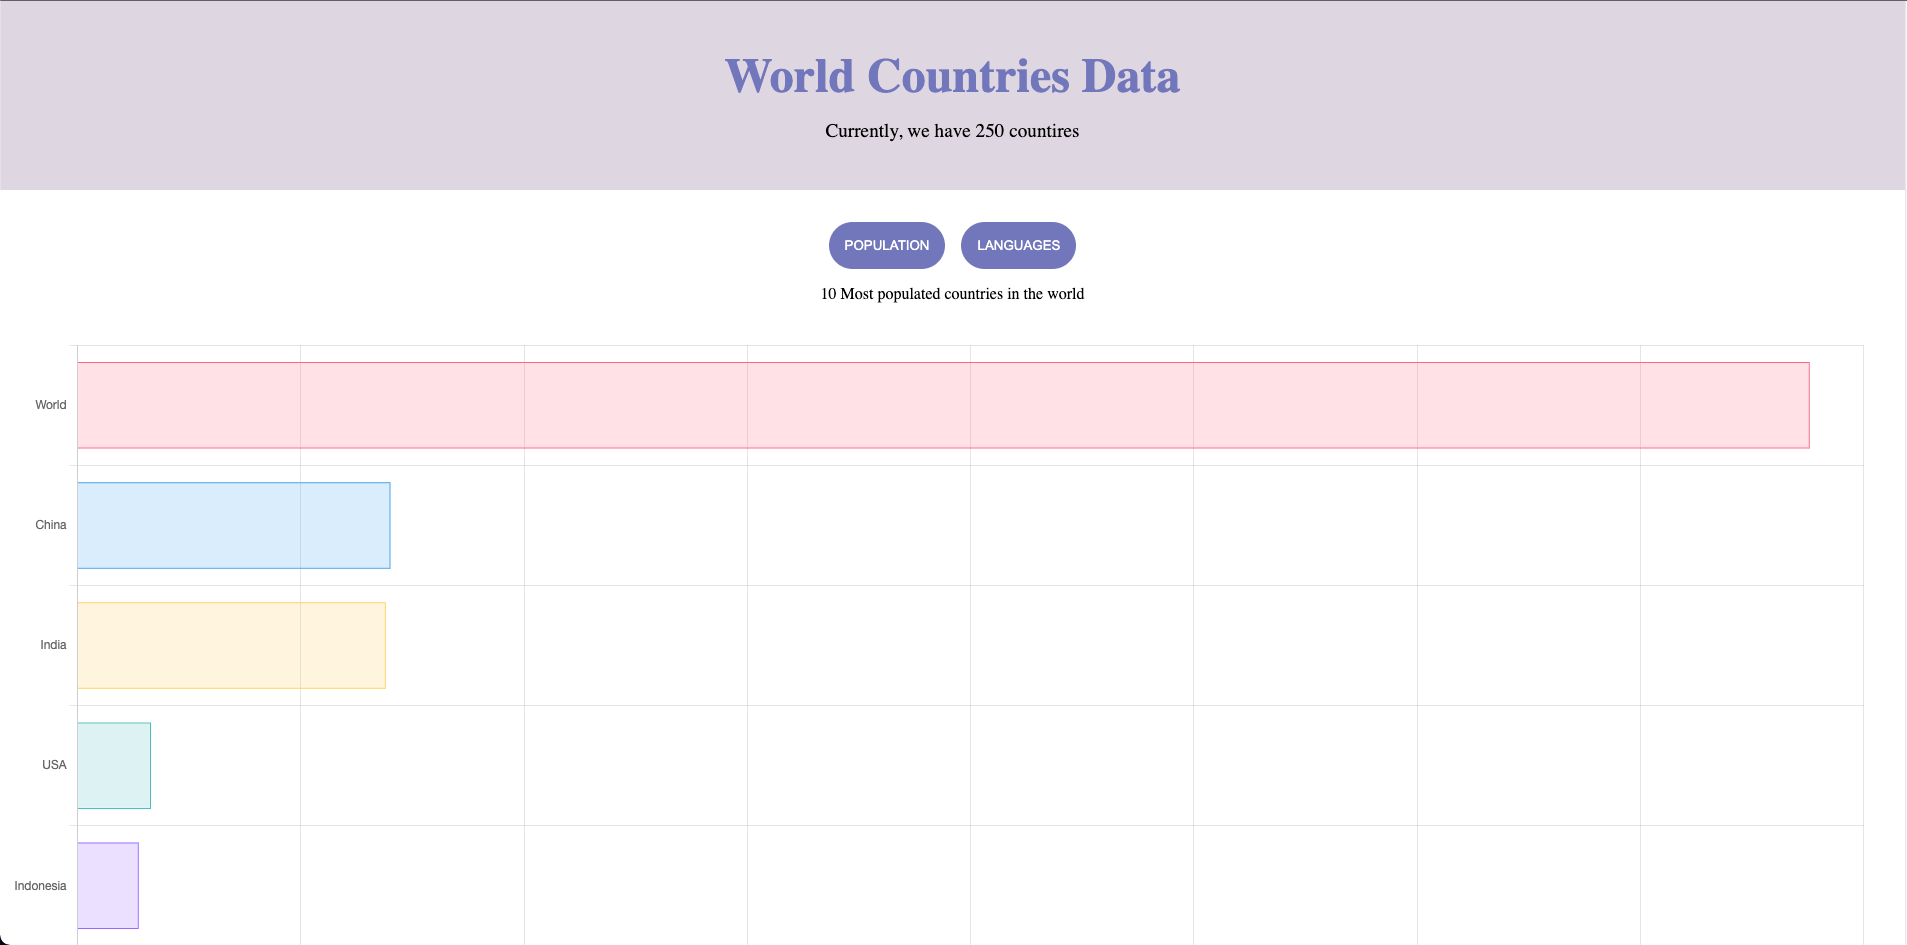 World Countries Data
Currently, we have 250 countires
POPULATION LANGUAGES
10 Most populated countries in the world
World
China
India
USA
Indonesia